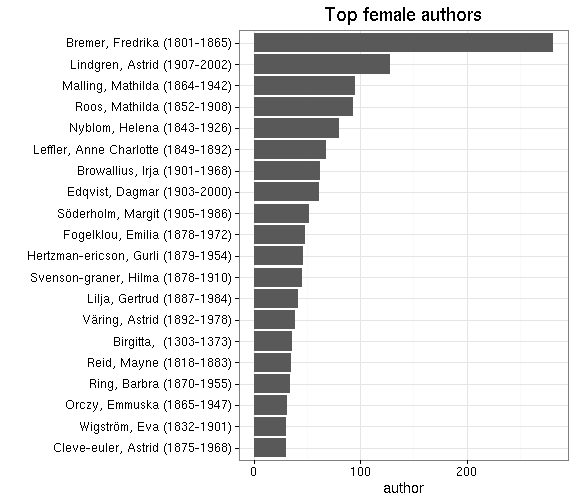 Top female authors
Bremer, Fredrika (1801-1865)
Lindgren, Astrid (1907-2002)
Malling, Mathilda (1864-1942)
Roos, Mathilda (1852-1908)
Nyblom, Helena (1843-1926)
Leffler, Anne Charlotte (1849-1892)
Browallius, Irja (1901-1968)
Edqvist, Dagmar (1903-2000)
Söderholm, Margit (1905-1986)
Fogelklou, Emilia (1878-1972)
Hertzman-ericson, Gurli (1879-1954)
Svenson-graner, Hilma (1878-1910)
Lilja, Gertrud (1887-1984)
Väring, Astrid (1892-1978)
Birgitta,  (1303-1373)
Reid, Mayne (1818-1883)
Ring, Barbra (1870-1955)
Orczy, Emmuska (1865-1947)
Wigström, Eva (1832-1901)
Cleve-euler, Astrid (1875-1968)
0 100 200
author